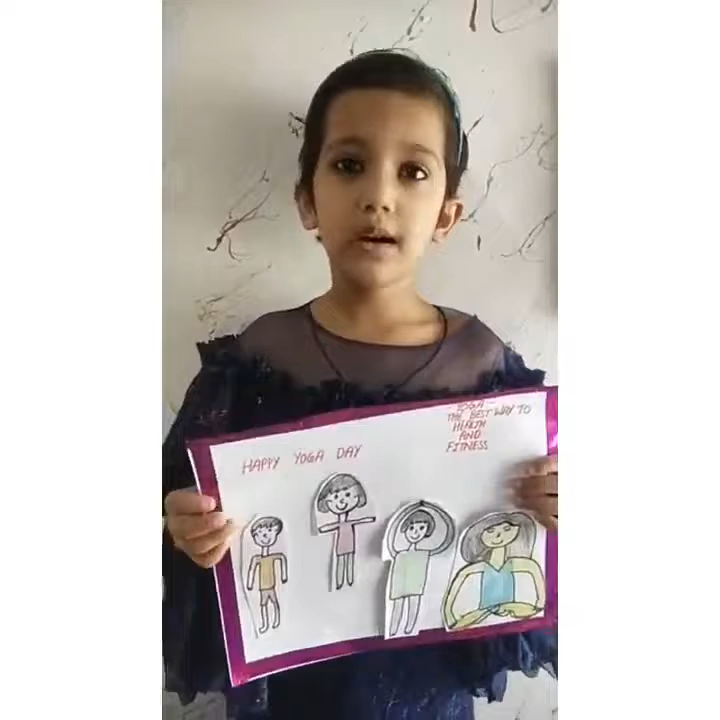 HAPPY YOGA DAY
YOGA-
THE BEST WAY TO
HEALTH
AND
FITNESS